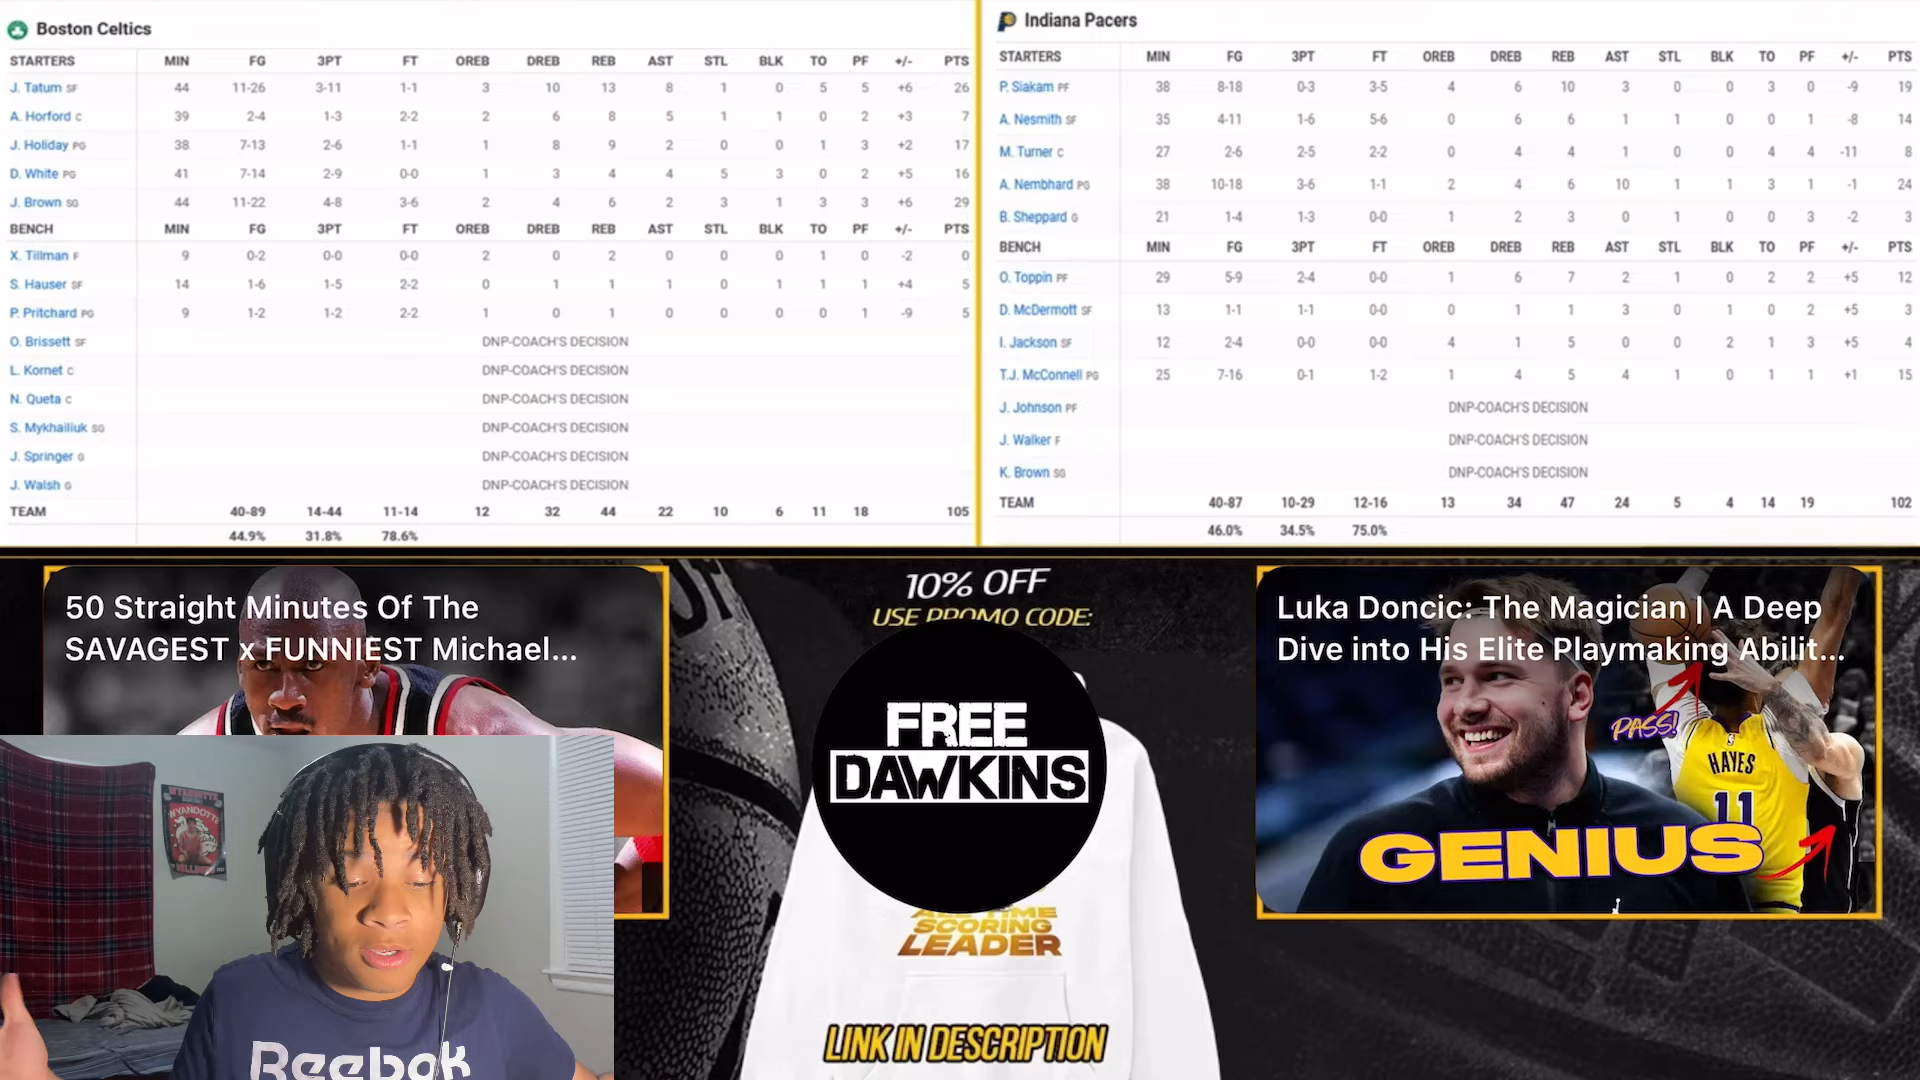 Boston Celtics
STARTERS MIN FG 3PT FT OREB DREB REB AST STL BLK TO PF +/- PTS
J. Tatum SF 44 11-26 3-11 1-1 3 10 13 8 1 0 5 5 +6 26
A. Horford C 39 2-4 1-3 2-2 2 6 8 5 1 1 0 2 +3 7
J. Holiday PG 38 7-13 2-6 1-1 1 8 9 2 0 0 1 3 +2 17
D. White PG 41 7-14 2-9 0-0 1 3 4 4 5 3 0 2 +5 16
J. Brown SG 44 11-22 4-8 3-6 2 4 6 2 3 1 3 3 +6 29
BENCH MIN FG 3PT FT OREB DREB REB AST STL BLK TO PF +/- PTS
X. Tillman F 9 0-2 0-0 0-0 2 0 2 0 0 0 1 0 -2 0
S. Hauser SF 14 1-6 1-5 2-2 0 1 1 1 0 1 1 1 +4 5
P. Pritchard PG 9 1-2 1-2 2-2 1 0 1 0 0 0 0 1 -9 5
O. Brissett SF DNP-COACH'S DECISION
L. Kornet C DNP-COACH'S DECISION
N. Queta C DNP-COACH'S DECISION
S. Mykhailiuk SG DNP-COACH'S DECISION
J. Springer G DNP-COACH'S DECISION
J. Walsh G DNP-COACH'S DECISION
TEAM 40-89 14-44 11-14 12 32 44 22 10 6 11 18 105
44.9% 31.8% 78.6%
Indiana Pacers
STARTERS MIN FG 3PT FT OREB DREB REB AST STL BLK TO PF +/- PTS
P. Siakam PF 38 8-18 0-3 3-5 4 6 10 3 0 0 3 0 -9 19
A. Nesmith SF 35 4-11 1-6 5-6 0 6 6 1 1 0 0 1 -8 14
M. Turner C 27 2-6 2-5 2-2 0 4 4 1 0 0 4 4 -11 8
A. Nembhard PG 38 10-18 3-6 1-1 2 4 6 10 1 1 3 1 -1 24
B. Sheppard G 21 1-4 1-3 0-0 1 2 3 0 1 0 0 3 -2 3
BENCH MIN FG 3PT FT OREB DREB REB AST STL BLK TO PF +/- PTS
O. Toppin PF 29 5-9 2-4 0-0 1 6 7 2 1 0 2 2 +5 12
D. McDermott SF 13 1-1 1-1 0-0 0 1 1 3 0 1 0 2 +5 3
I. Jackson SF 12 2-4 0-0 0-0 4 1 5 0 0 2 1 3 +5 4
T.J. McConnell PG 25 7-16 0-1 1-2 1 4 5 4 1 0 1 1 +1 15
J. Johnson PF DNP-COACH'S DECISION
J. Walker F DNP-COACH'S DECISION
K. Brown SG DNP-COACH'S DECISION
TEAM 40-87 10-29 12-16 13 34 47 24 5 4 14 19 102
46.0% 34.5% 75.0%
50 Straight Minutes Of The
SAVAGEST x FUNNIEST Michael...
10% OFF
USE PROMO CODE:
FREE
DAWKINS
ALL TIME
SCORING
LEADER
LINK IN DESCRIPTION
Luka Doncic: The Magician | A Deep
Dive into His Elite Playmaking Abilit...
PASS!
HAYES
11
GENIUS
WYANDOTTE
Reebok